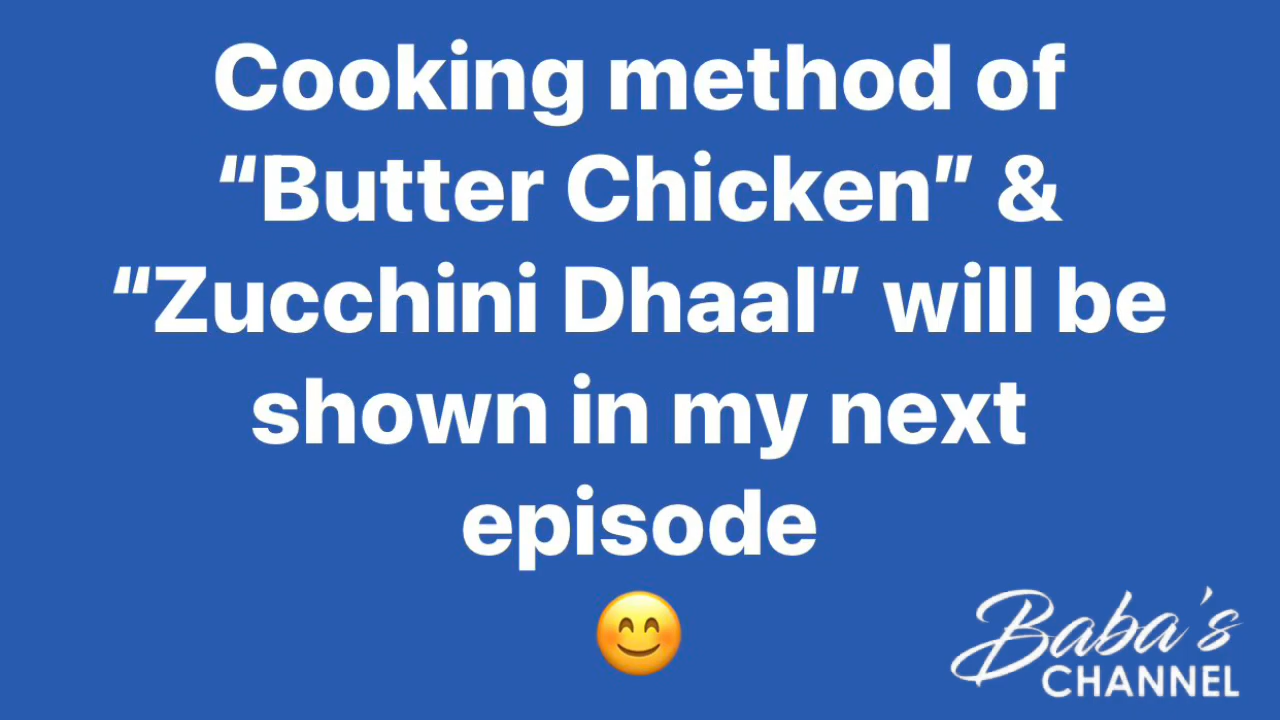 Cooking method of
“Butter Chicken” &
“Zucchini Dhaal” will be
shown in my next
episode
😊
Baba's
CHANNEL